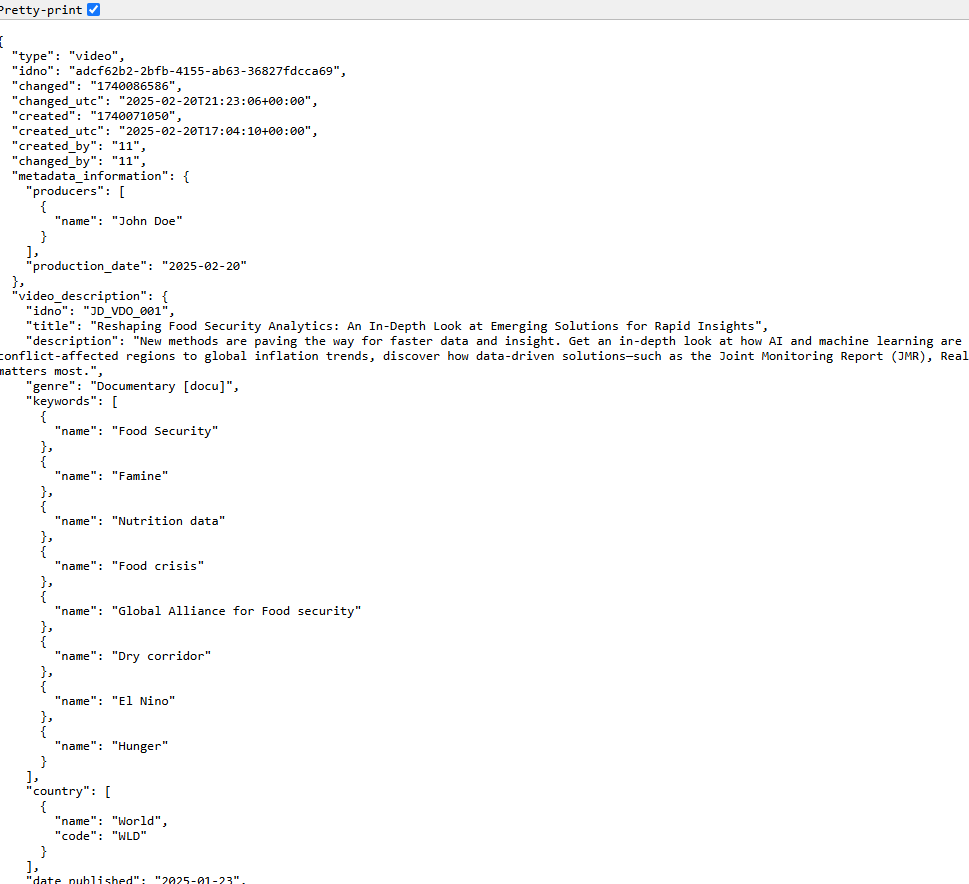 Pretty-print
{
  "type": "video",
  "idno": "adcf62b2-2bfb-4155-ab63-36827fdcca69",
  "changed": "1740086586",
  "changed_utc": "2025-02-20T21:23:06+00:00",
  "created": "1740071050",
  "created_utc": "2025-02-20T17:04:10+00:00",
  "created_by": "11",
  "changed_by": "11",
  "metadata_information": {
    "producers": [
      {
        "name": "John Doe"
      }
    ],
    "production_date": "2025-02-20"
  },
  "video_description": {
    "idno": "JD_VDO_001",
    "title": "Reshaping Food Security Analytics: An In-Depth Look at Emerging Solutions for Rapid Insights",
    "description": "New methods are paving the way for faster data and insight. Get an in-depth look at how AI and machine learning are
conflict-affected regions to global inflation trends, discover how data-driven solutions—such as the Joint Monitoring Report (JMR), Real
matters most.",
    "genre": "Documentary [docu]",
    "keywords": [
      {
        "name": "Food Security"
      },
      {
        "name": "Famine"
      },
      {
        "name": "Nutrition data"
      },
      {
        "name": "Food crisis"
      },
      {
        "name": "Global Alliance for Food security"
      },
      {
        "name": "Dry corridor"
      },
      {
        "name": "El Nino"
      },
      {
        "name": "Hunger"
      }
    ],
    "country": [
      {
        "name": "World",
        "code": "WLD"
      }
    ],
    "date_published": "2025-01-23",